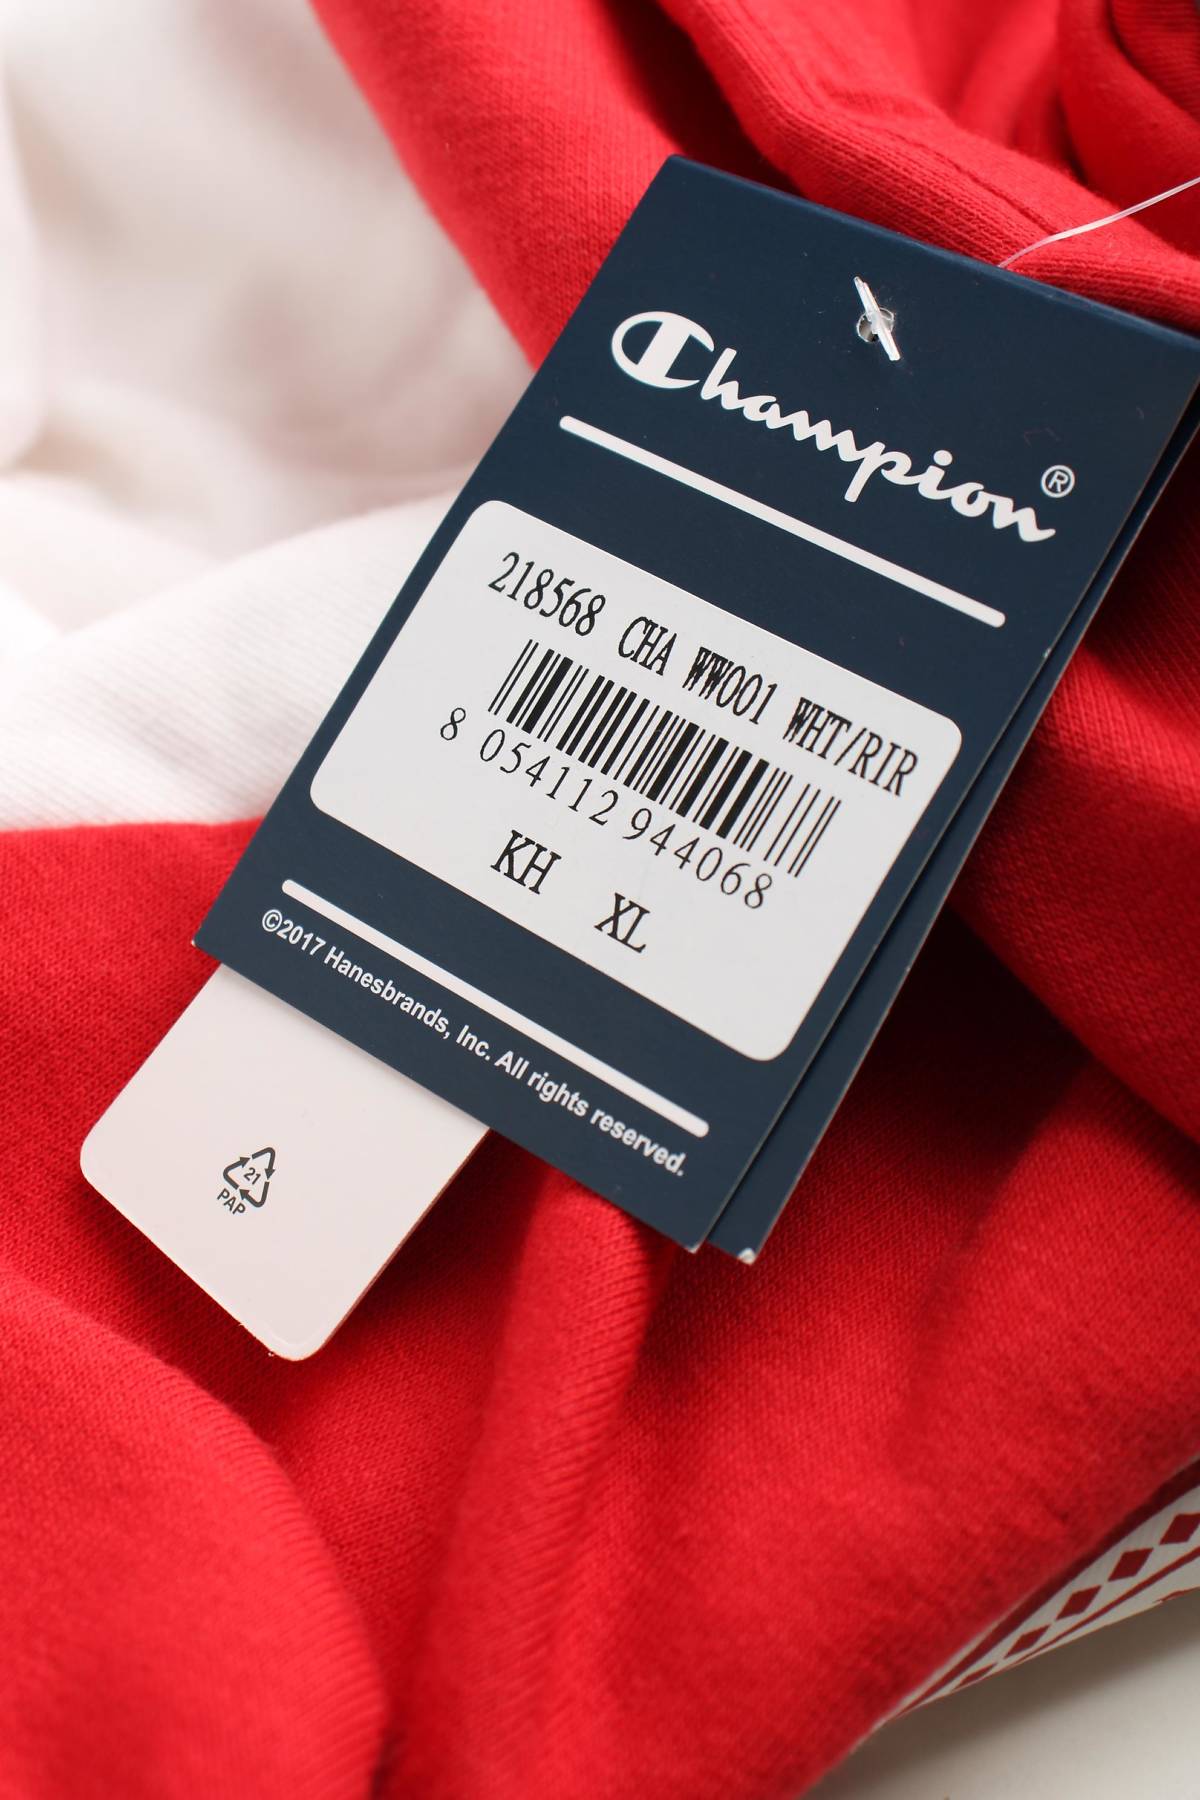 Champion®
218568 CHA WW001 WHT/RIR
8 054112 944068
KH XL
©2017 Hanesbrands, Inc. All rights reserved.
21
PAP